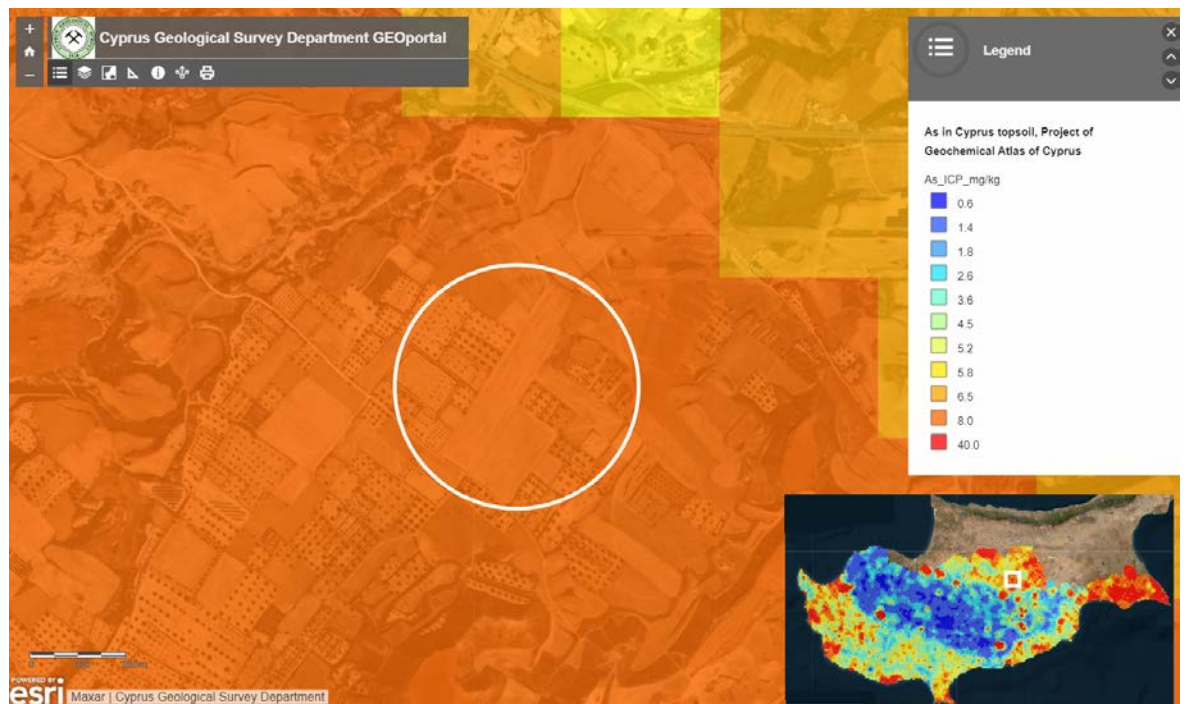 Cyprus Geological Survey Department GEOportal
Legend
As in Cyprus topsoil, Project of
Geochemical Atlas of Cyprus
As_ICP_mg/kg
0.6
1.4
1.8
2.6
3.6
4.5
5.2
5.8
6.5
8.0
40.0
POWERED BY
esri
Maxar | Cyprus Geological Survey Department